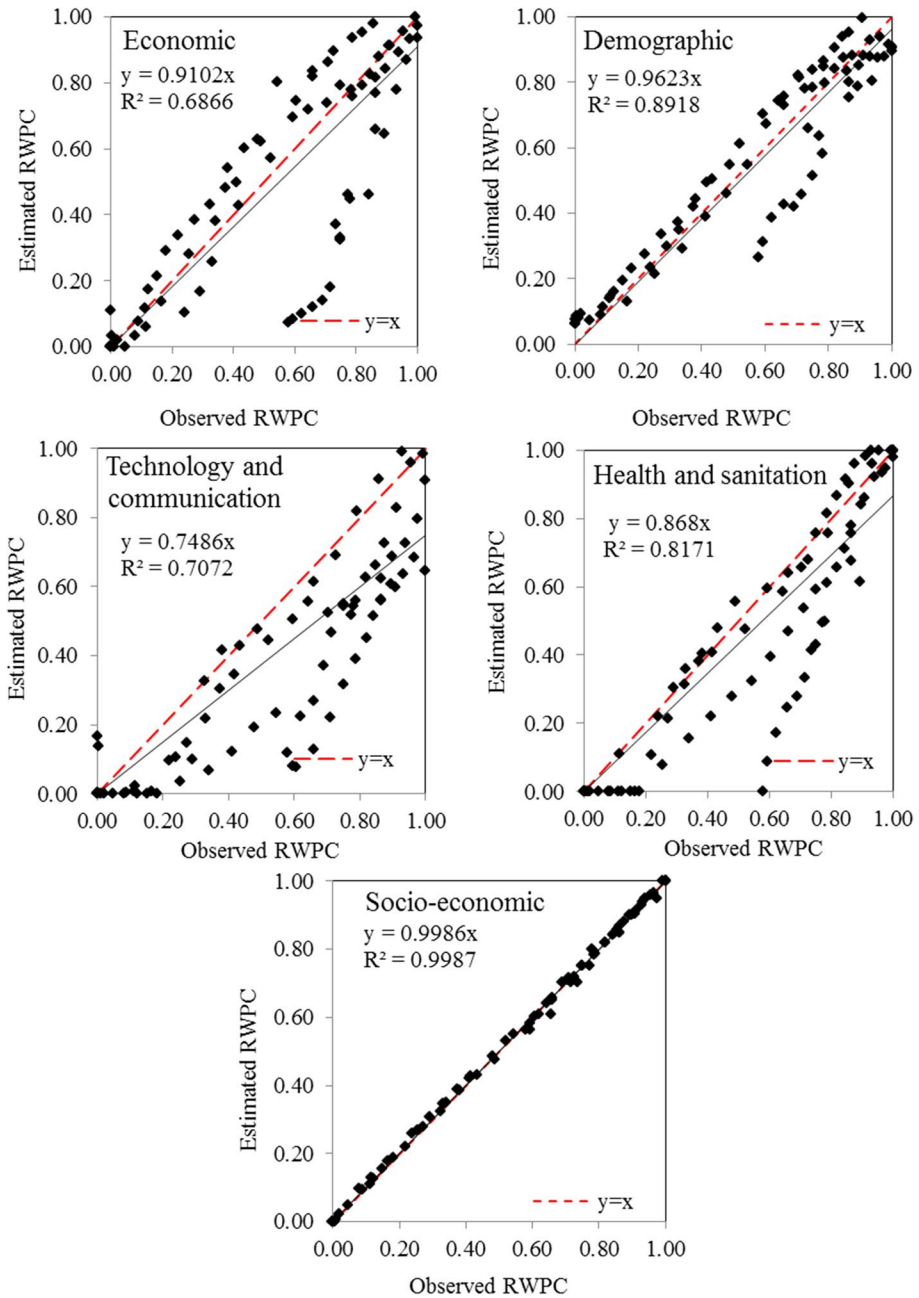 Economic
y = 0.9102x
R² = 0.6866
1.00
0.80
0.60
0.40
0.20
0.00
Estimated RWPC
y=x
0.00 0.20 0.40 0.60 0.80 1.00
Observed RWPC
Demographic
y = 0.9623x
R² = 0.8918
1.00
0.80
0.60
0.40
0.20
0.00
Estimated RWPC
y=x
0.00 0.20 0.40 0.60 0.80 1.00
Observed RWPC
Technology and
communication
y = 0.7486x
R² = 0.7072
1.00
0.80
0.60
0.40
0.20
0.00
Estimated RWPC
y=x
0.00 0.20 0.40 0.60 0.80 1.00
Observed RWPC
Health and sanitation
y = 0.868x
R² = 0.8171
1.00
0.80
0.60
0.40
0.20
0.00
Estimated RWPC
y=x
0.00 0.20 0.40 0.60 0.80 1.00
Observed RWPC
Socio-economic
y = 0.9986x
R² = 0.9987
1.00
0.80
0.60
0.40
0.20
0.00
Estimated RWPC
y=x
0.00 0.20 0.40 0.60 0.80 1.00
Observed RWPC